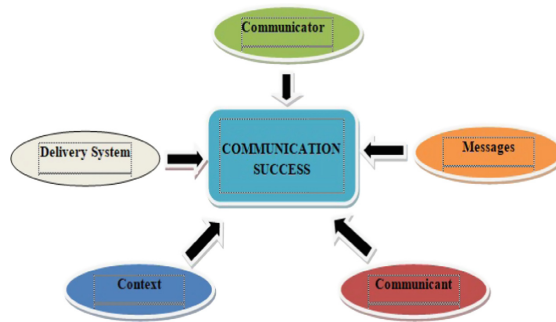 Communicator
Delivery System
COMMUNICATION
SUCCESS
Messages
Context
Communicant